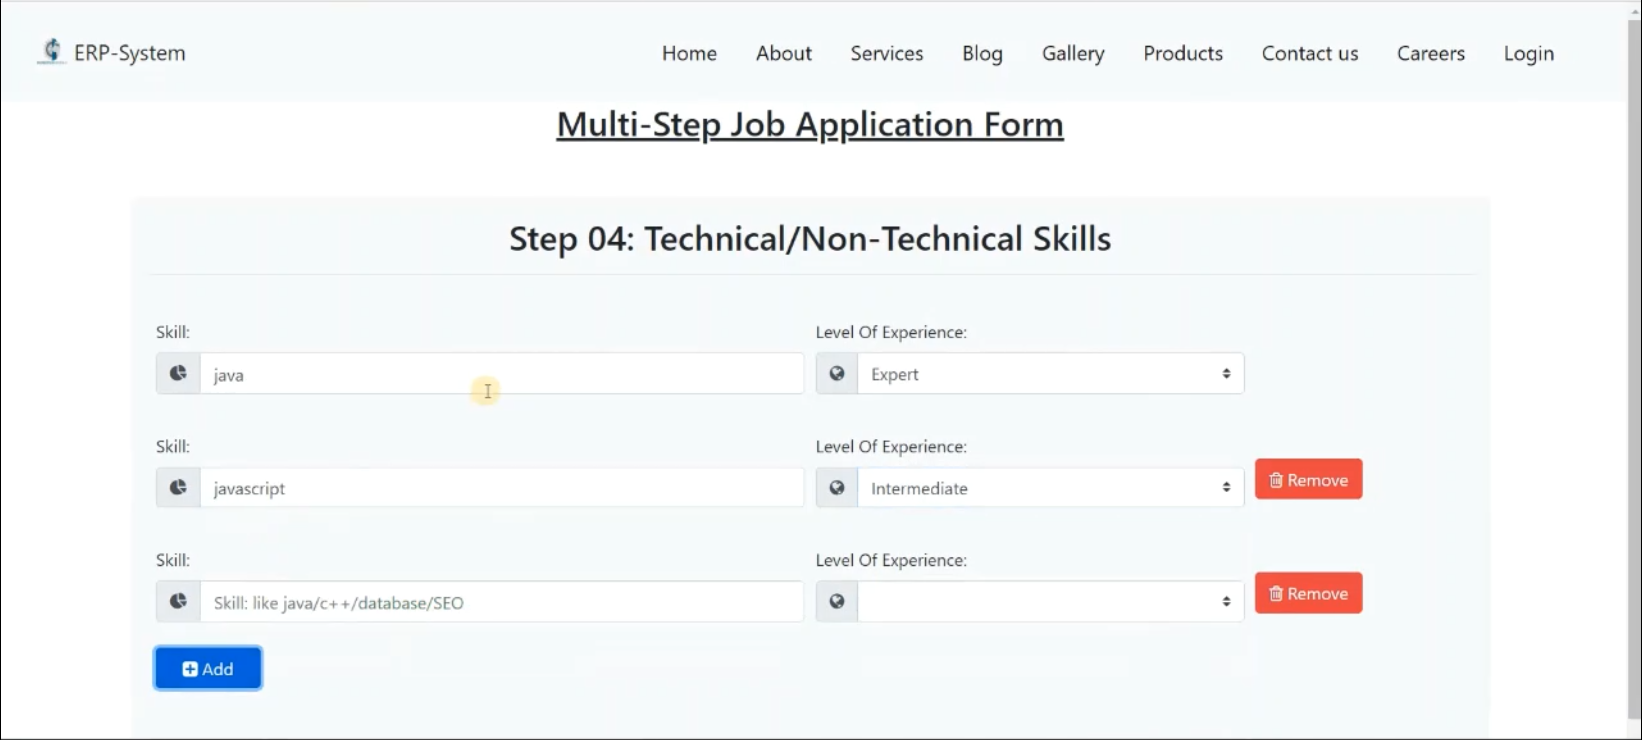 ERP-System Home About Services Blog Gallery Products Contact us Careers Login
Multi-Step Job Application Form
Step 04: Technical/Non-Technical Skills
Skill: Level Of Experience:
java Expert
Skill: Level Of Experience:
javascript Intermediate Remove
Skill: Level Of Experience:
Skill: like java/c++/database/SEO Remove
Add